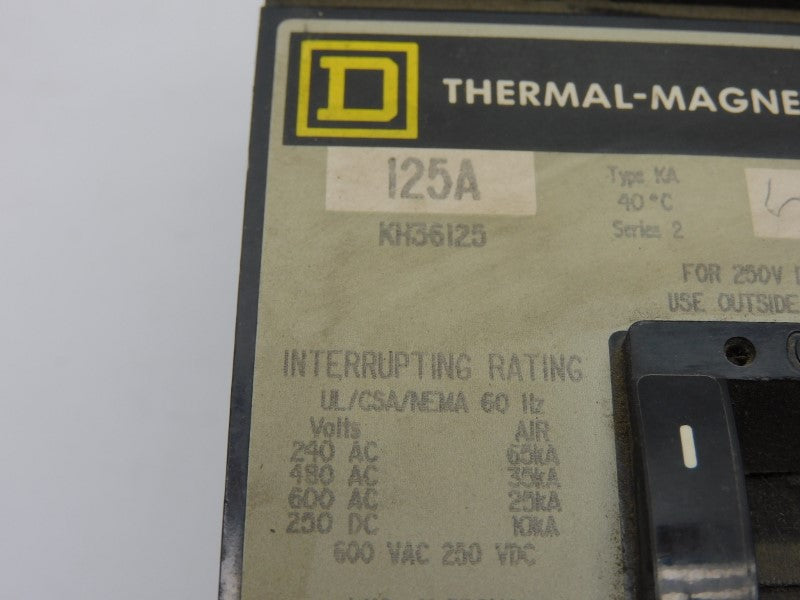 D THERMAL-MAGNE
125A
KH36125
Type KA
40°C
Series 2
FOR 250V
USE OUTSIDE
INTERRUPTING RATING
UL/CSA/NEMA 60 Hz
Volts AIR
240 AC 65kA
480 AC 35kA
600 AC 25kA
250 DC 10kA
600 VAC 250 VDC